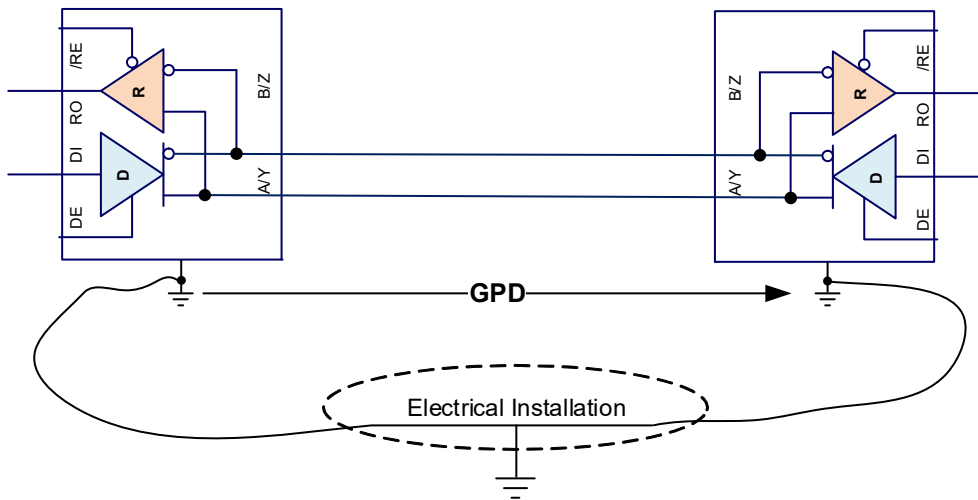 /RE
RO
DI
DE
R
D
B/Z
A/Y
B/Z
A/Y
R
D
/RE
RO
DI
DE
GPD
Electrical Installation